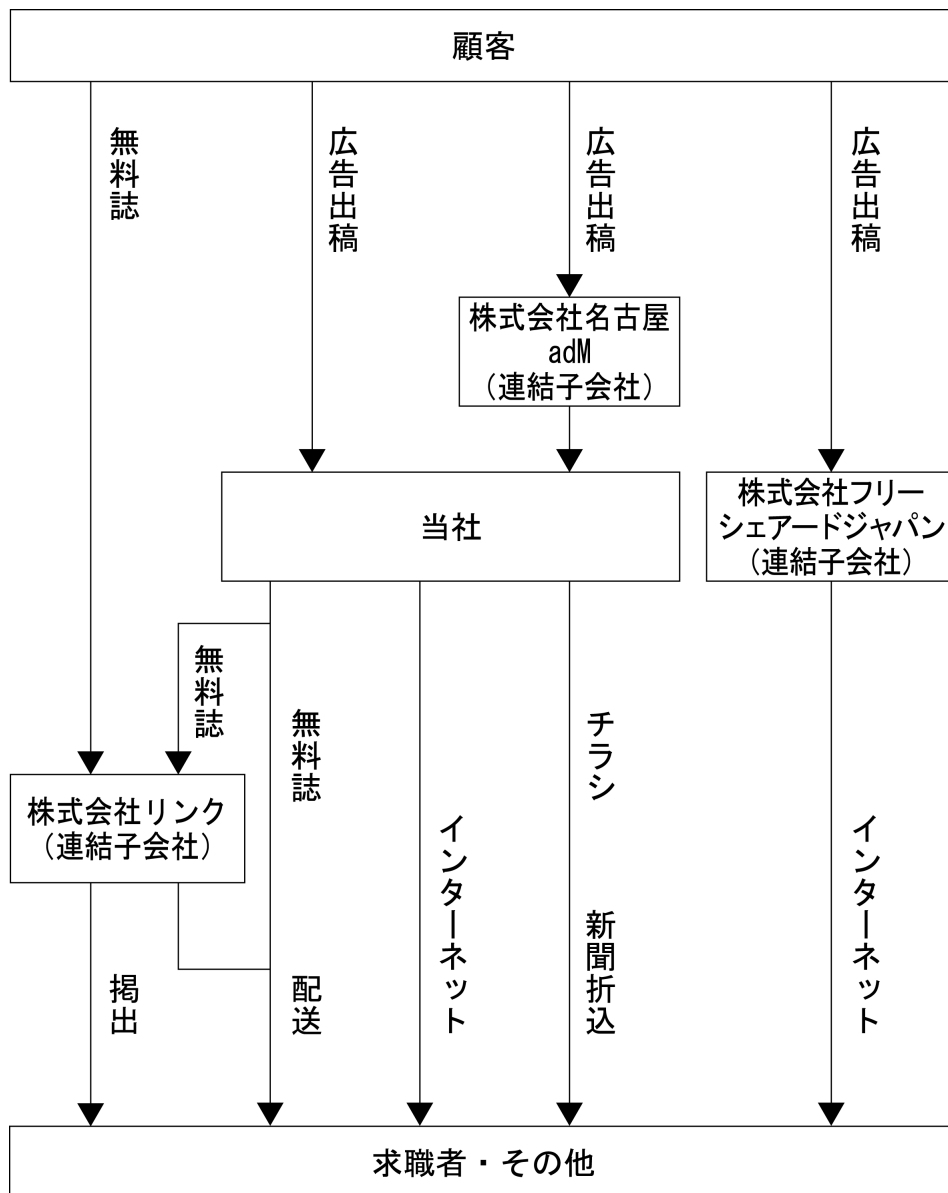 顧客
無料誌
広告出稿
広告出稿
広告出稿
株式会社名古屋
adM
（連結子会社）
当社
株式会社フリー
シェアードジャパン
（連結子会社）
無料誌
無料誌
チラシ
株式会社リンク
（連結子会社）
インターネット
インターネット
新聞折込
掲出
配送
求職者・その他